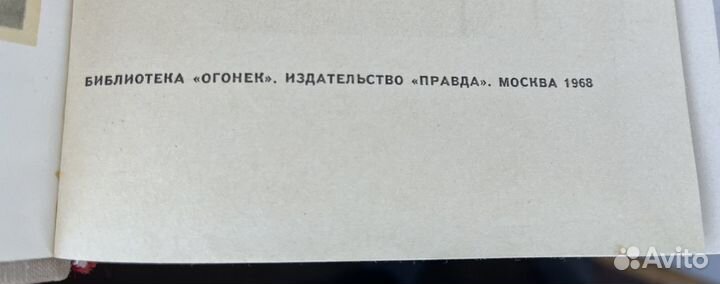 БИБЛИОТЕКА «ОГОНЕК». ИЗДАТЕЛЬСТВО «ПРАВДА». МОСКВА 1968
Avito